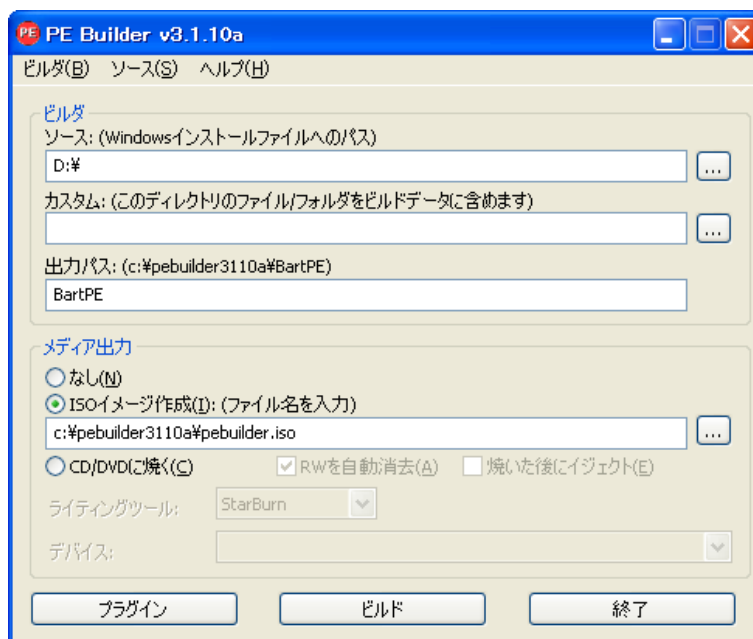 PE Builder v3.1.10a
ビルダ(B) ソース(S) ヘルプ(H)
ビルダ
ソース: (Windowsインストールファイルへのパス)
D:¥
...
カスタム: (このディレクトリのファイル/フォルダをビルドデータに含めます)
...
出力パス: (c:¥pebuilder3110a¥BartPE)
BartPE
メディア出力
なし(N)
ISOイメージ作成(I): (ファイル名を入力)
c:¥pebuilder3110a¥pebuilder.iso
...
CD/DVDに焼く(C) RWを自動消去(A) 焼いた後にイジェクト(E)
ライティングツール: StarBurn
デバイス:
プラグイン ビルド 終了